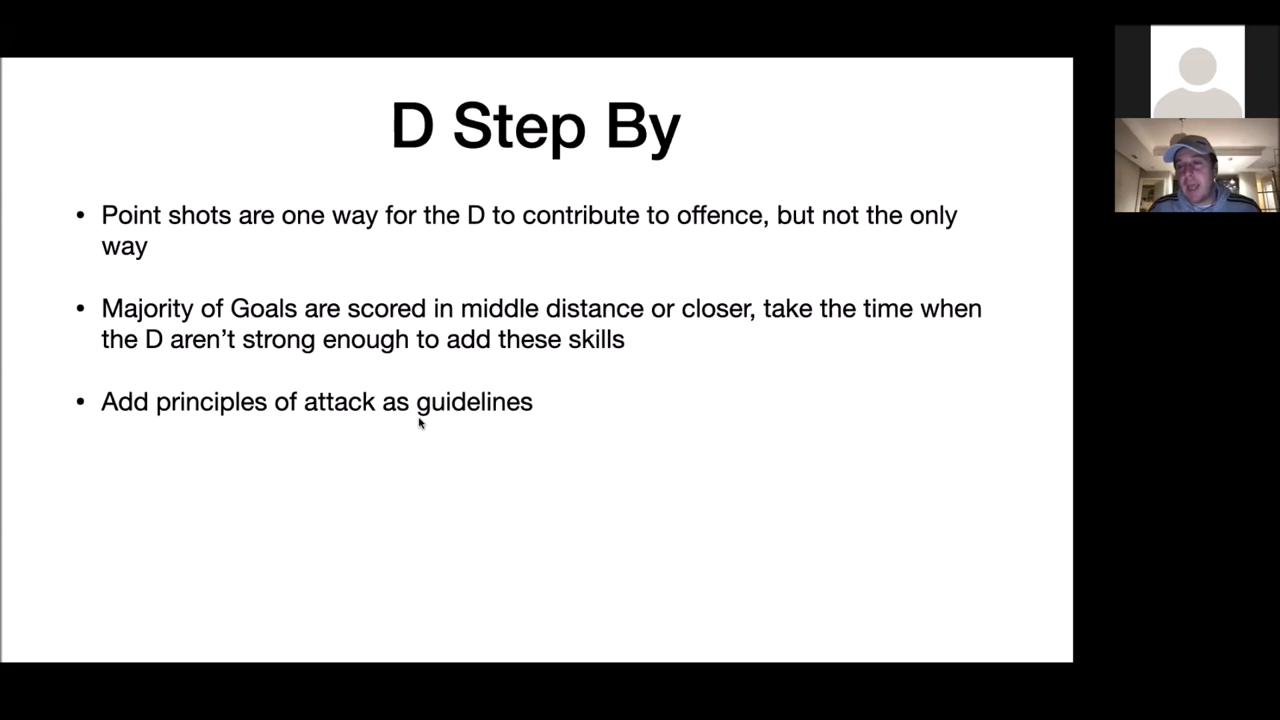 D Step By
• Point shots are one way for the D to contribute to offence, but not the only
way
• Majority of Goals are scored in middle distance or closer, take the time when
the D aren’t strong enough to add these skills
• Add principles of attack as guidelines